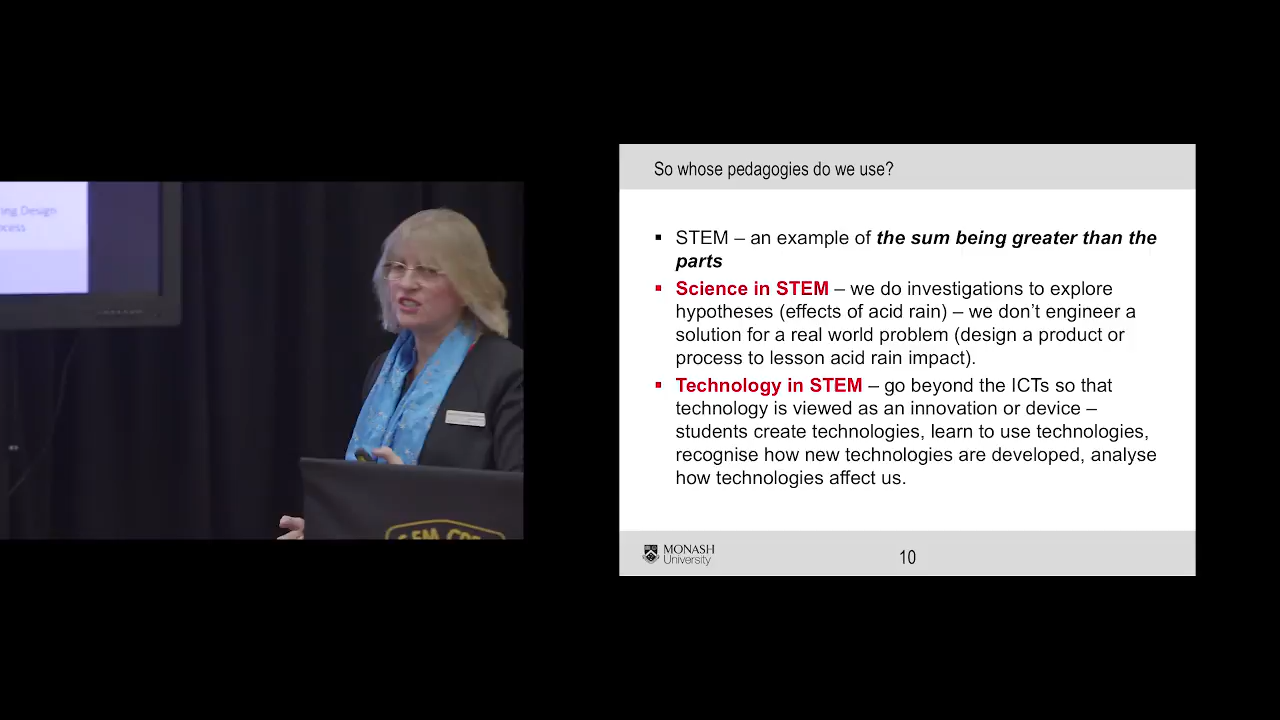 ing Design
So whose pedagogies do we use?
▪ STEM – an example of the sum being greater than the
parts
▪ Science in STEM – we do investigations to explore
hypotheses (effects of acid rain) – we don’t engineer a
solution for a real world problem (design a product or
process to lesson acid rain impact).
▪ Technology in STEM – go beyond the ICTs so that
technology is viewed as an innovation or device –
students create technologies, learn to use technologies,
recognise how new technologies are developed, analyse
how technologies affect us.
MONASH
University
10